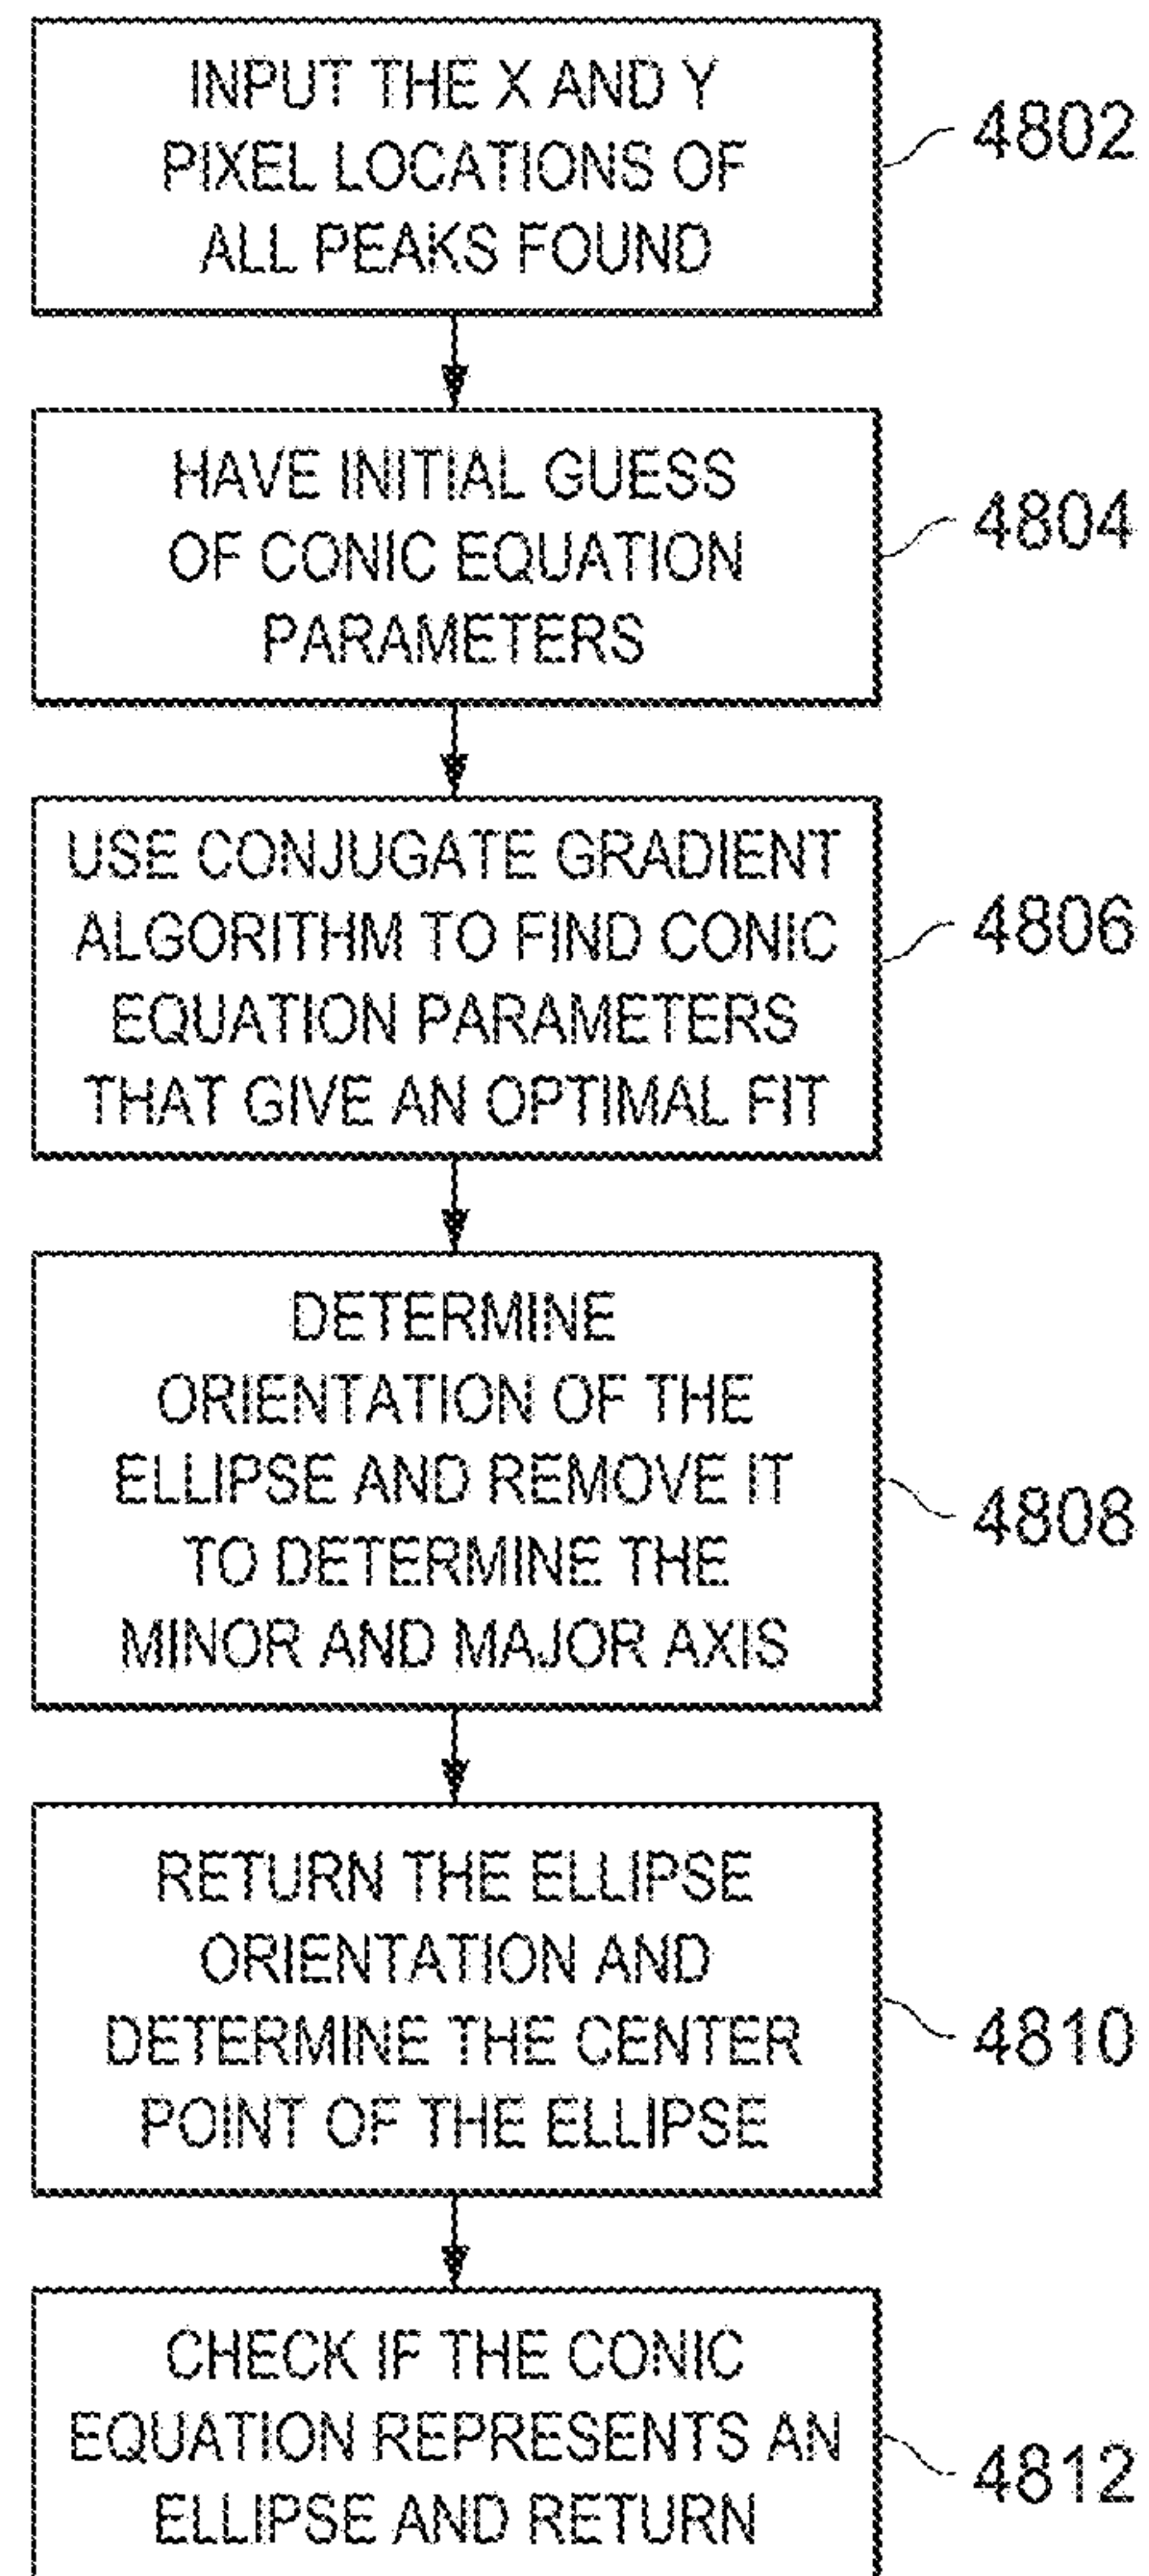 INPUT THE X AND Y
PIXEL LOCATIONS OF
ALL PEAKS FOUND
4802
HAVE INITIAL GUESS
OF CONIC EQUATION
PARAMETERS
4804
USE CONJUGATE GRADIENT
ALGORITHM TO FIND CONIC
EQUATION PARAMETERS
THAT GIVE AN OPTIMAL FIT
4806
DETERMINE
ORIENTATION OF THE
ELLIPSE AND REMOVE IT
TO DETERMINE THE
MINOR AND MAJOR AXIS
4808
RETURN THE ELLIPSE
ORIENTATION AND
DETERMINE THE CENTER
POINT OF THE ELLIPSE
4810
CHECK IF THE CONIC
EQUATION REPRESENTS AN
ELLIPSE AND RETURN
4812